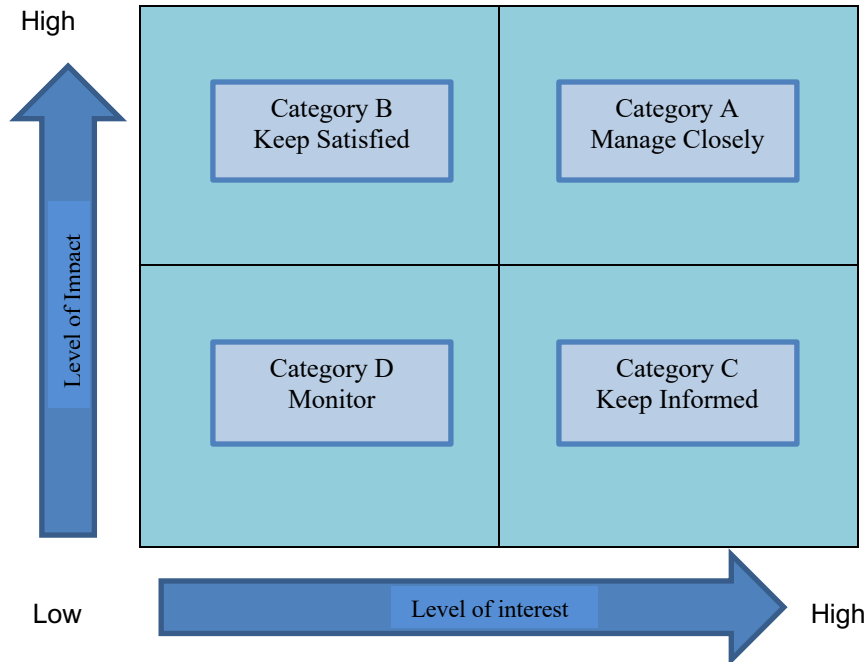 High
Category B
Keep Satisfied
Category A
Manage Closely
Level of Impact
Category D
Monitor
Category C
Keep Informed
Low
Level of interest
High